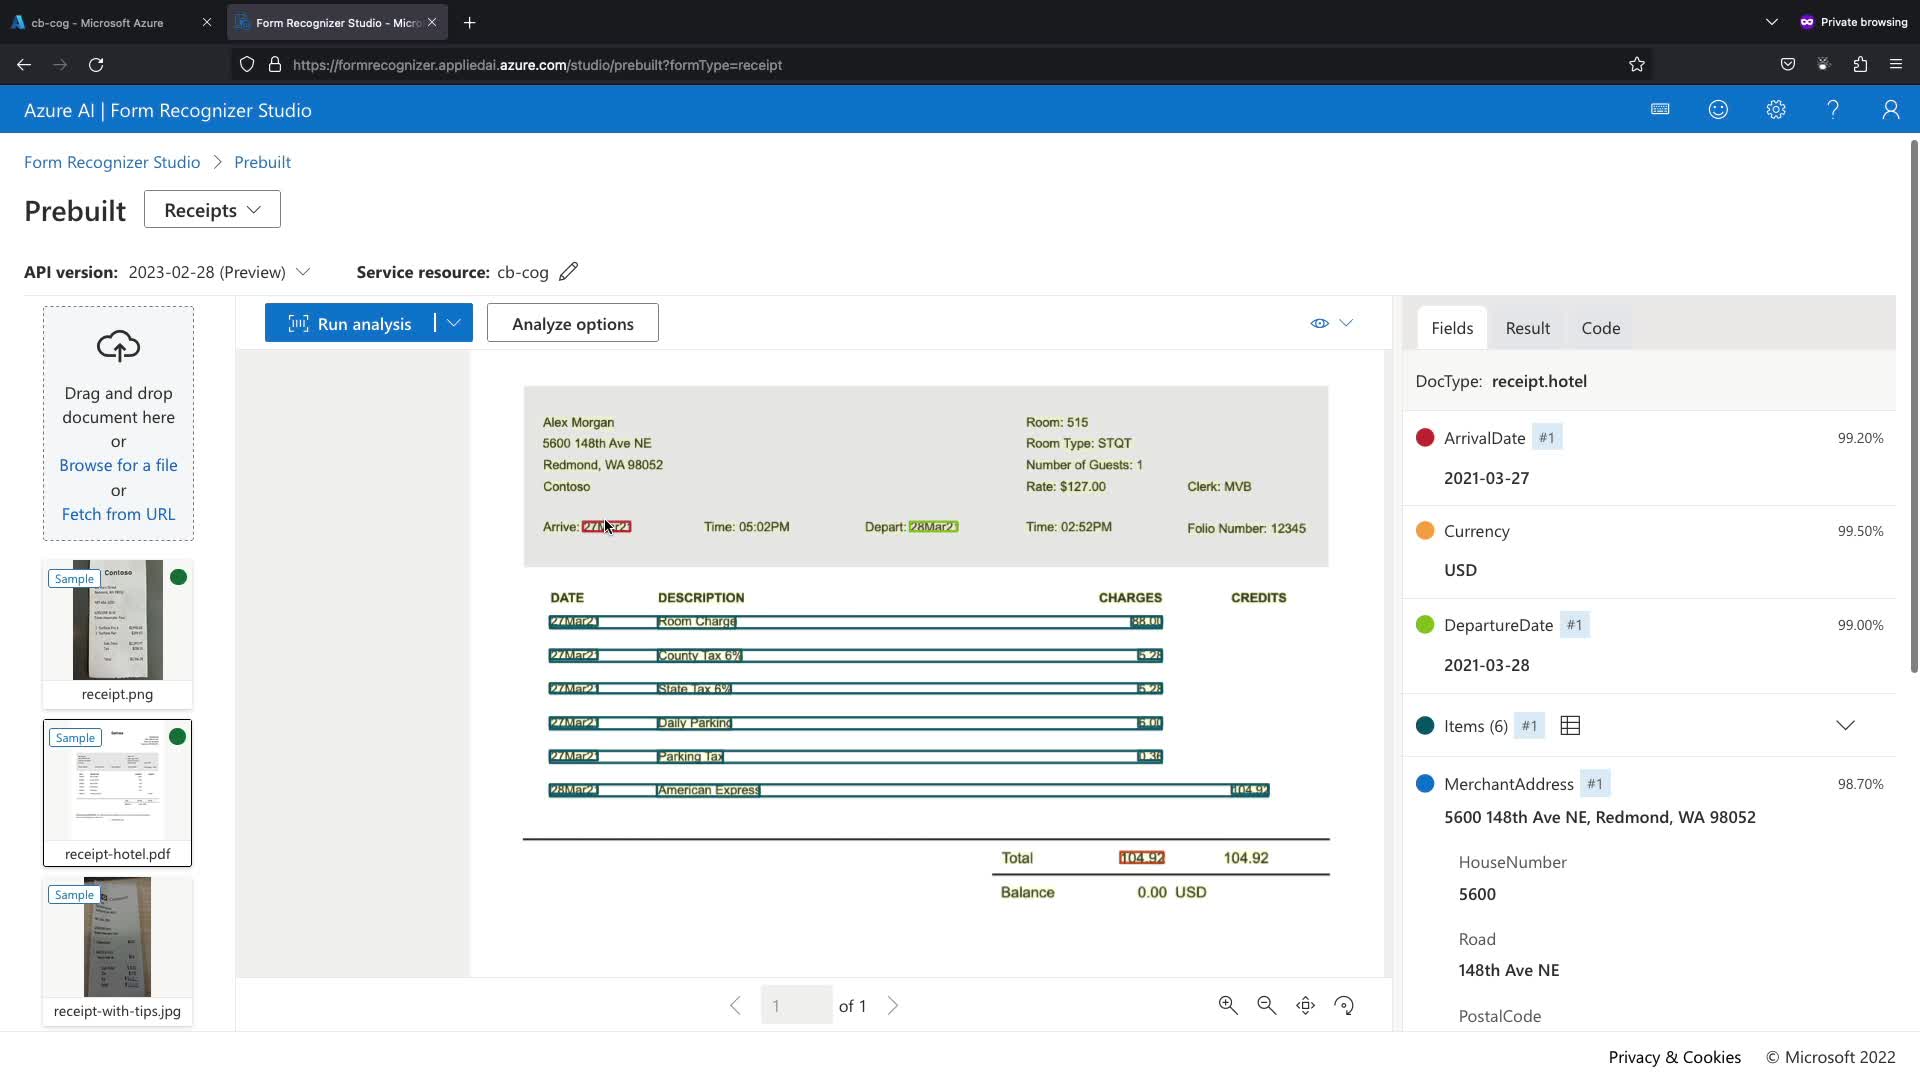 cb-cog - Microsoft Azure
Form Recognizer Studio - Micro
Private browsing
https://formrecognizer.appliedai.azure.com/studio/prebuilt?formType=receipt
Azure AI | Form Recognizer Studio
Form Recognizer Studio > Prebuilt
Prebuilt Receipts
API version: 2023-02-28 (Preview) Service resource: cb-cog
Drag and drop
document here
or
Browse for a file
or
Fetch from URL
Sample
Contoso
receipt.png
Sample
receipt-hotel.pdf
Sample
receipt-with-tips.jpg
Run analysis Analyze options
Alex Morgan Room: 515
5600 148th Ave NE Room Type: STQT
Redmond, WA 98052 Number of Guests: 1
Contoso Rate: $127.00 Clerk: MVB
Arrive: 27Mar21 Time: 05:02PM Depart: 28Mar21 Time: 02:52PM Folio Number: 12345
DATE DESCRIPTION CHARGES CREDITS
27Mar21 Room Charge 88.00
27Mar21 County Tax 6% 5.28
27Mar21 State Tax 6% 5.28
27Mar21 Daily Parking 6.00
27Mar21 Parking Tax 0.36
28Mar21 American Express 104.92
Total 104.92 104.92
Balance 0.00 USD
1 of 1
Fields Result Code
DocType: receipt.hotel
ArrivalDate #1 99.20%
2021-03-27
Currency 99.50%
USD
DepartureDate #1 99.00%
2021-03-28
Items (6) #1
MerchantAddress #1 98.70%
5600 148th Ave NE, Redmond, WA 98052
HouseNumber
5600
Road
148th Ave NE
PostalCode
Privacy & Cookies © Microsoft 2022